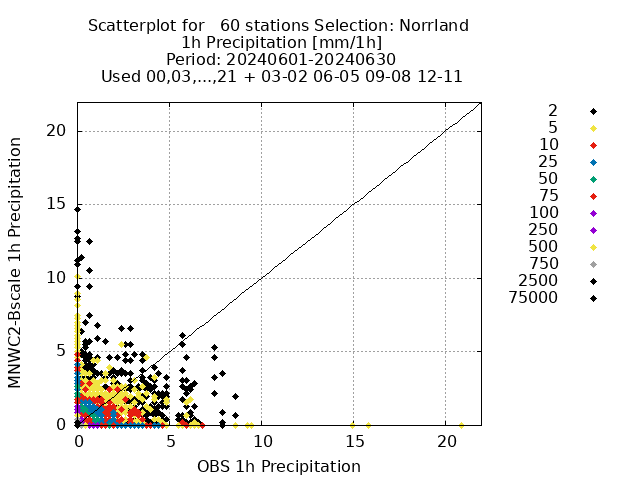 Scatterplot for   60 stations Selection: Norrland
1h Precipitation [mm/1h]
Period: 20240601-20240630
Used 00,03,...,21 + 03-02 06-05 09-08 12-11
MNWC2-Bscale 1h Precipitation
20
15
10
5
0
0 5 10 15 20
OBS 1h Precipitation
2
5
10
25
50
75
100
250
500
750
2500
75000